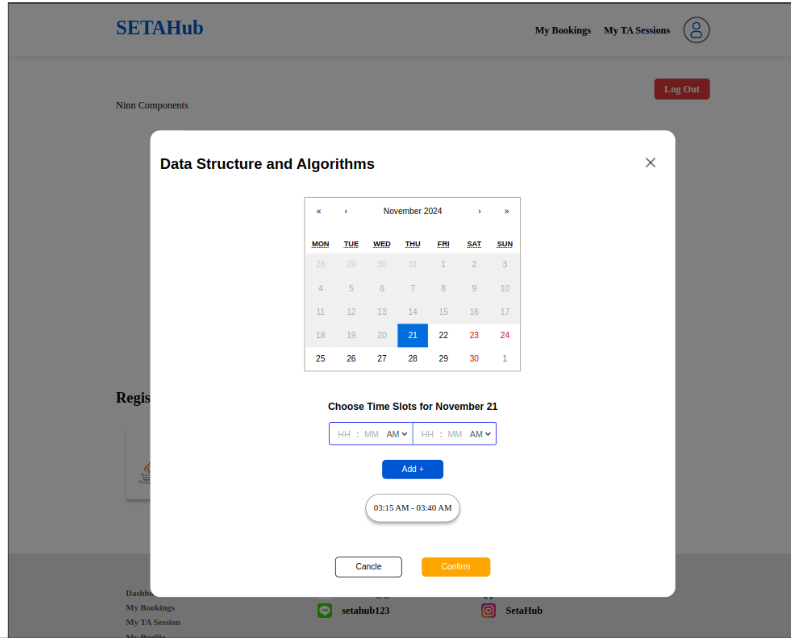 SETAHub
My Bookings My TA Sessions
Log Out
Ninn Components
Data Structure and Algorithms
« ‹ November 2024 › »
MON TUE WED THU FRI SAT SUN
28 29 30 31 1 2 3
4 5 6 7 8 9 10
11 12 13 14 15 16 17
18 19 20 21 22 23 24
25 26 27 28 29 30 1
Choose Time Slots for November 21
HH : MM AM HH : MM AM
Add +
03:15 AM - 03:40 AM
Cancle Confirm
Regis
Dashbo
My Bookings setahub123 SetaHub
My TA Session
My Profile